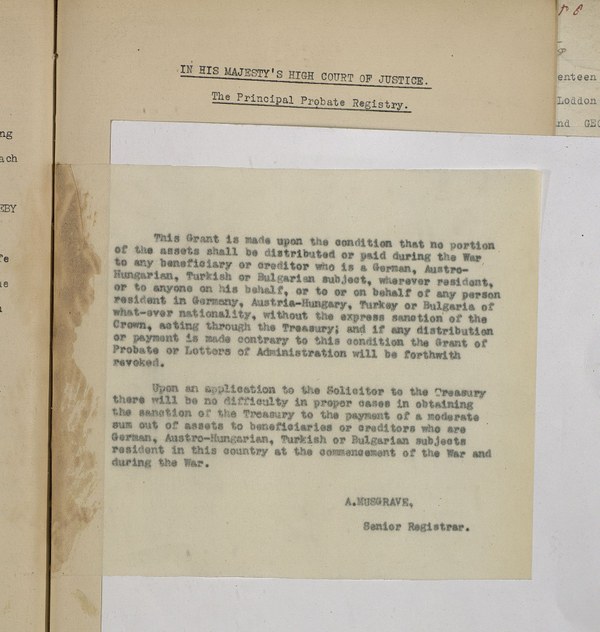 IN HIS MAJESTY'S HIGH COURT OF JUSTICE.
The Principal Probate Registry.
enteen
Loddon
nd GEO
ng
ach
EBY
This Grant is made upon the condition that no portion
of the assets shall be distributed or paid during the War
to any beneficiary or creditor who is a German, Austro-
Hungarian, Turkish or Bulgarian subject, wherever resident,
or to anyone on his behalf, or to or on behalf of any person
resident in Germany, Austria-Hungary, Turkey or Bulgaria of
what-ever nationality, without the express sanction of the
Crown, acting through the Treasury; and if any distribution
or payment is made contrary to this condition the Grant of
Probate or Letters of Administration will be forthwith
revoked.
Upon an application to the Solicitor to the Treasury
there will be no difficulty in proper cases in obtaining
the sanction of the Treasury to the payment of a moderate
sum out of assets to beneficiaries or creditors who are
German, Austro-Hungarian, Turkish or Bulgarian subjects
resident in this country at the commencement of the War and
during the War.
A.MUSGRAVE,
Senior Registrar.